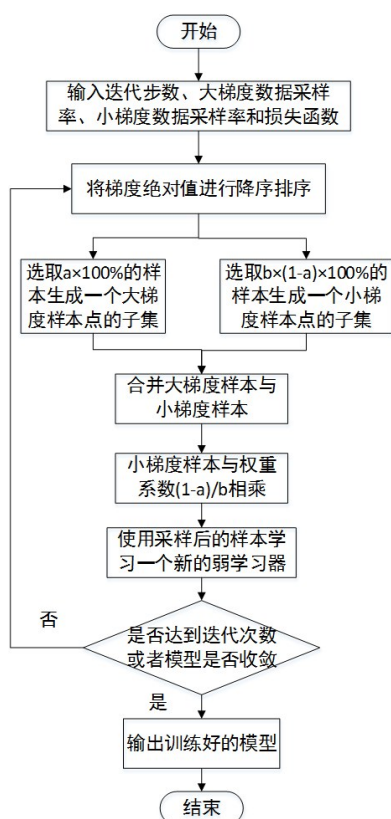 开始
输入迭代步数、大梯度数据采样
率、小梯度数据采样率和损失函数
将梯度绝对值进行降序排序
选取a×100%的样
本生成一个大梯
度样本点的子集
选取b×(1-a)×100%的
样本生成一个小梯
度样本点的子集
合并大梯度样本与
小梯度样本
小梯度样本与权重
系数(1-a)/b相乘
使用采样后的样本学
习一个新的弱学习器
否
是否达到迭代次数
或者模型是否收敛
是
输出训练好的模型
结束